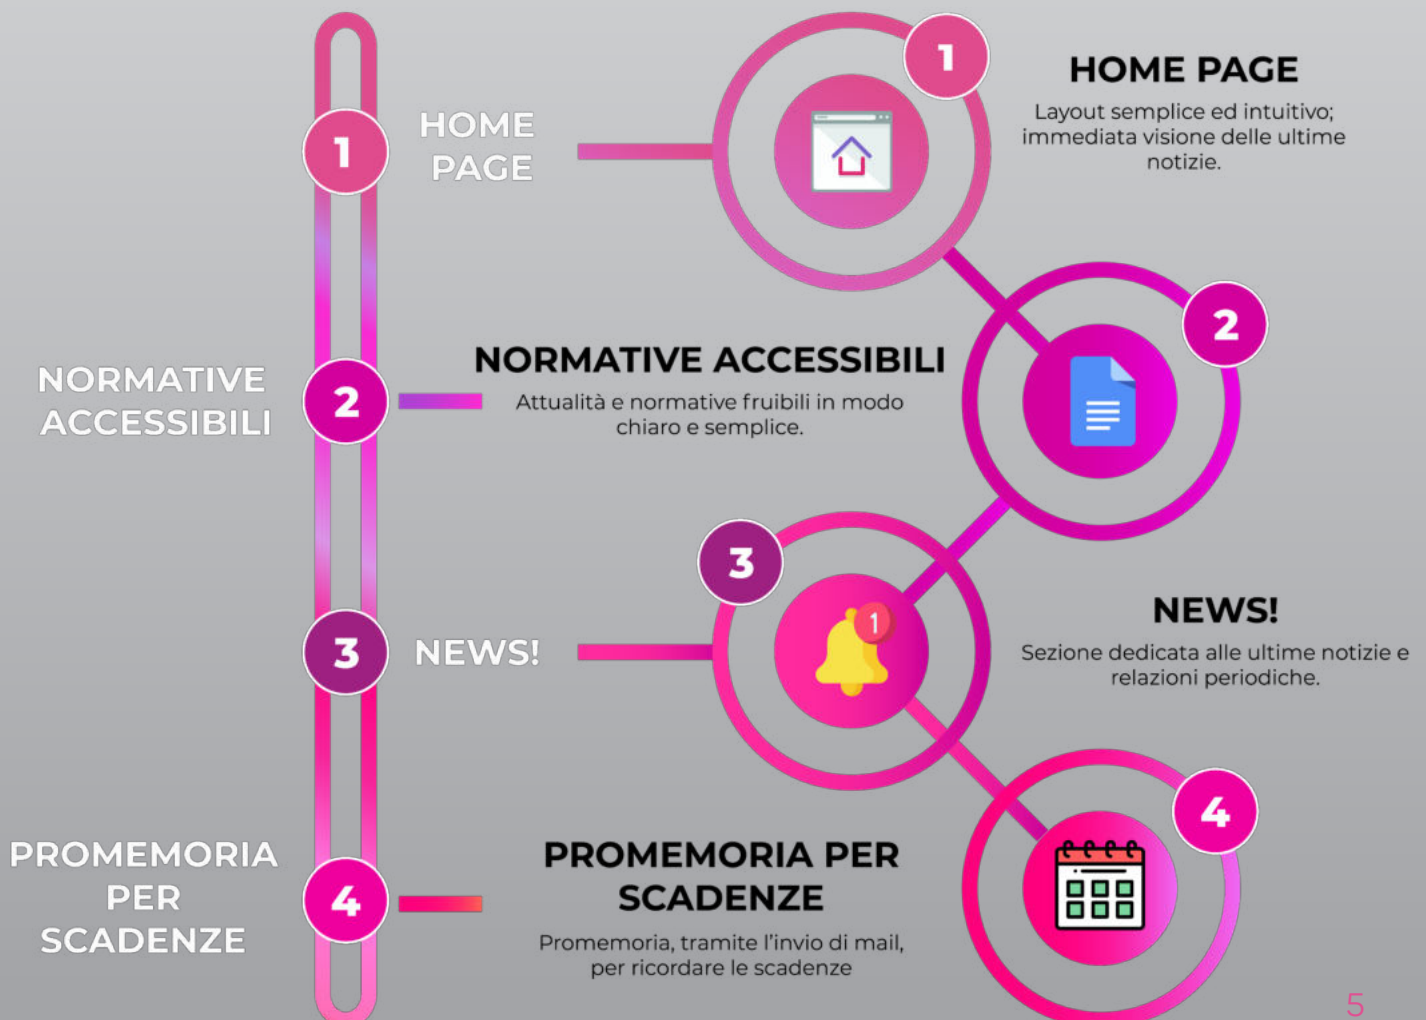 1
HOME
PAGE
1
HOME PAGE
Layout semplice ed intuitivo;
immediata visione delle ultime
notizie.
NORMATIVE
ACCESSIBILI
2
NORMATIVE ACCESSIBILI
Attualità e normative fruibili in modo
chiaro e semplice.
2
3
NEWS!
3
1
NEWS!
Sezione dedicata alle ultime notizie e
relazioni periodiche.
PROMEMORIA
PER
SCADENZE
4
PROMEMORIA PER
SCADENZE
Promemoria, tramite l'invio di mail,
per ricordare le scadenze
4
5